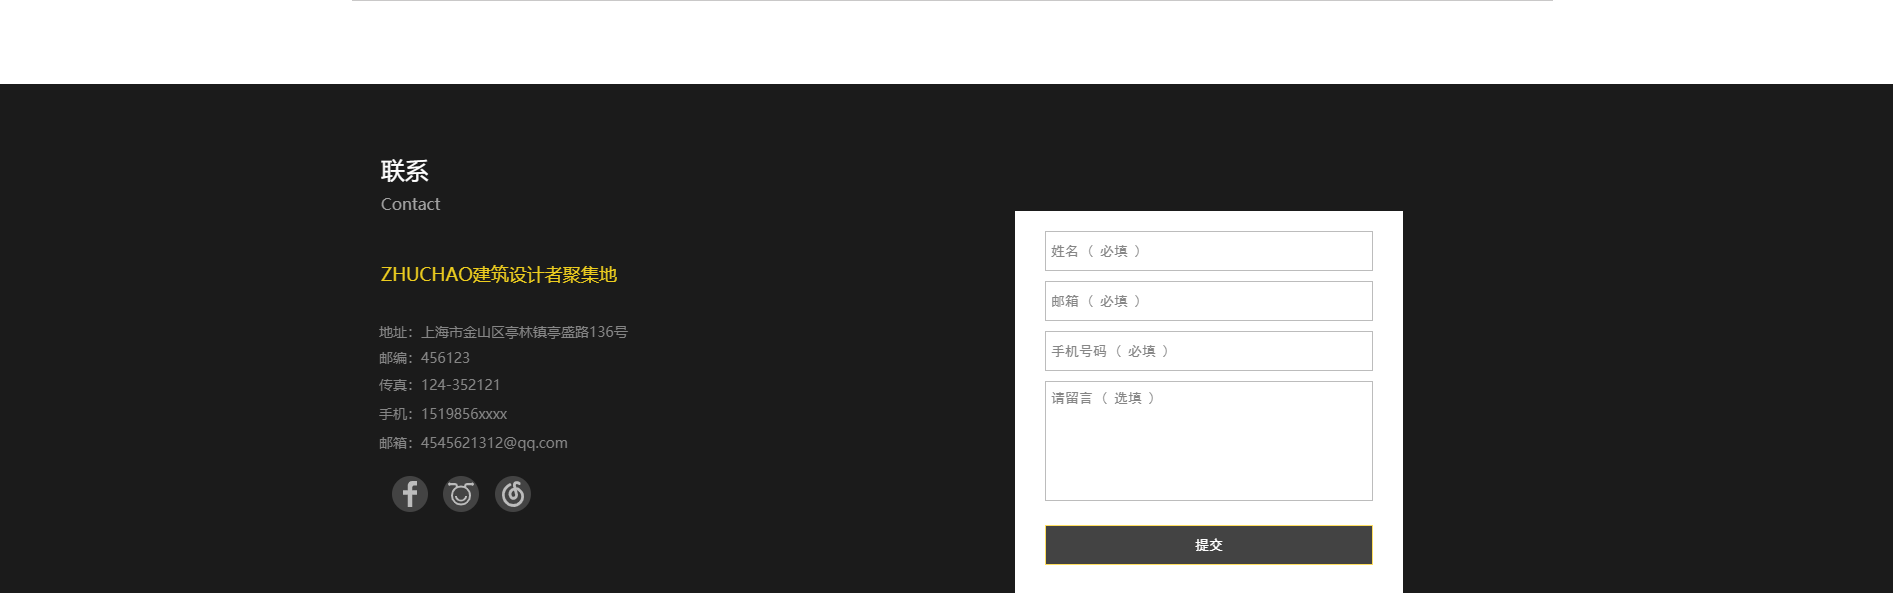 联系
Contact
ZHUCHAO建筑设计者聚集地
地址：上海市金山区亭林镇亭盛路136号
邮编：456123
传真：124-352121
手机：1519856xxxx
邮箱：4545621312@qq.com
姓名（ 必填 ）
邮箱（ 必填 ）
手机号码（ 必填 ）
请留言（ 选填 ）
提交